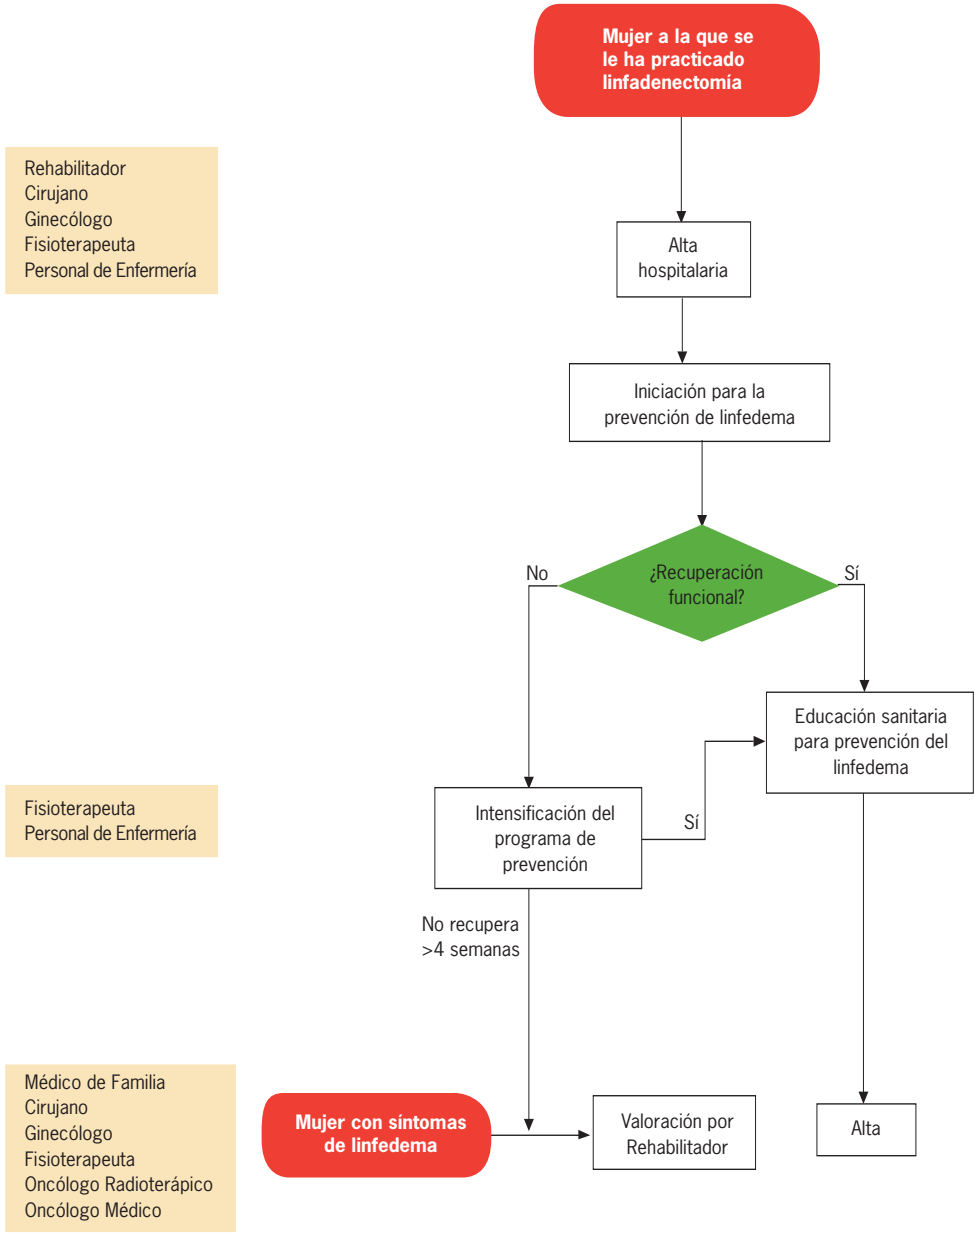 Mujer a la que se
le ha practicado
linfadenectomía
Rehabilitador
Cirujano
Ginecólogo
Fisioterapeuta
Personal de Enfermería
Alta
hospitalaria
Iniciación para la
prevención de linfedema
¿Recuperación
funcional?
No
Sí
Educación sanitaria
para prevención del
linfedema
Fisioterapeuta
Personal de Enfermería
Intensificación del
programa de
prevención
Sí
No recupera
>4 semanas
Médico de Familia
Cirujano
Ginecólogo
Fisioterapeuta
Oncólogo Radioterápico
Oncólogo Médico
Mujer con síntomas
de linfedema
Valoración por
Rehabilitador
Alta